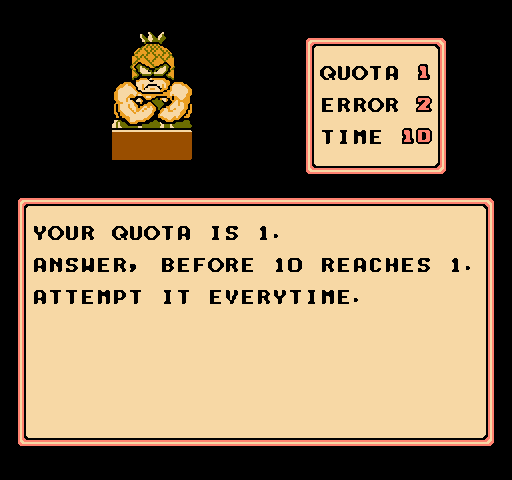 QUOTA 1
ERROR 2
TIME 10
YOUR QUOTA IS 1.
ANSWER, BEFORE 10 REACHES 1.
ATTEMPT IT EVERYTIME.